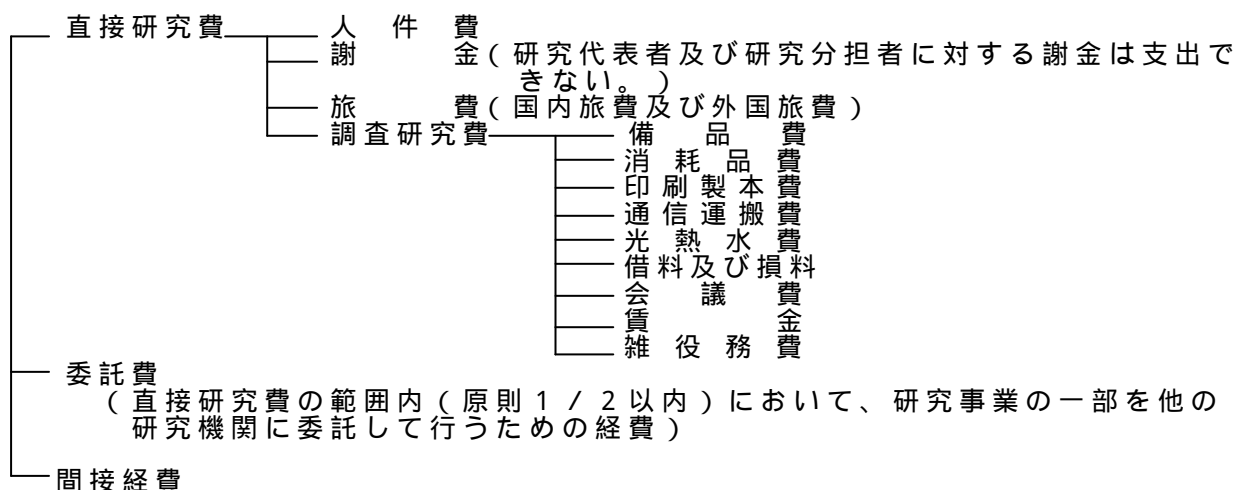 直接研究費 人件費
謝金(研究代表者及び研究分担者に対する謝金は支出で
きない。)
旅費(国内旅費及び外国旅費)
調査研究費 備品費
消耗品費
印刷製本費
通信運搬費
光熱水費
借料及び損料
会議費
賃金
雑役務費
委託費
(直接研究費の範囲内(原則1/2以内)において、研究事業の一部を他の
研究機関に委託して行うための経費)
間接経費